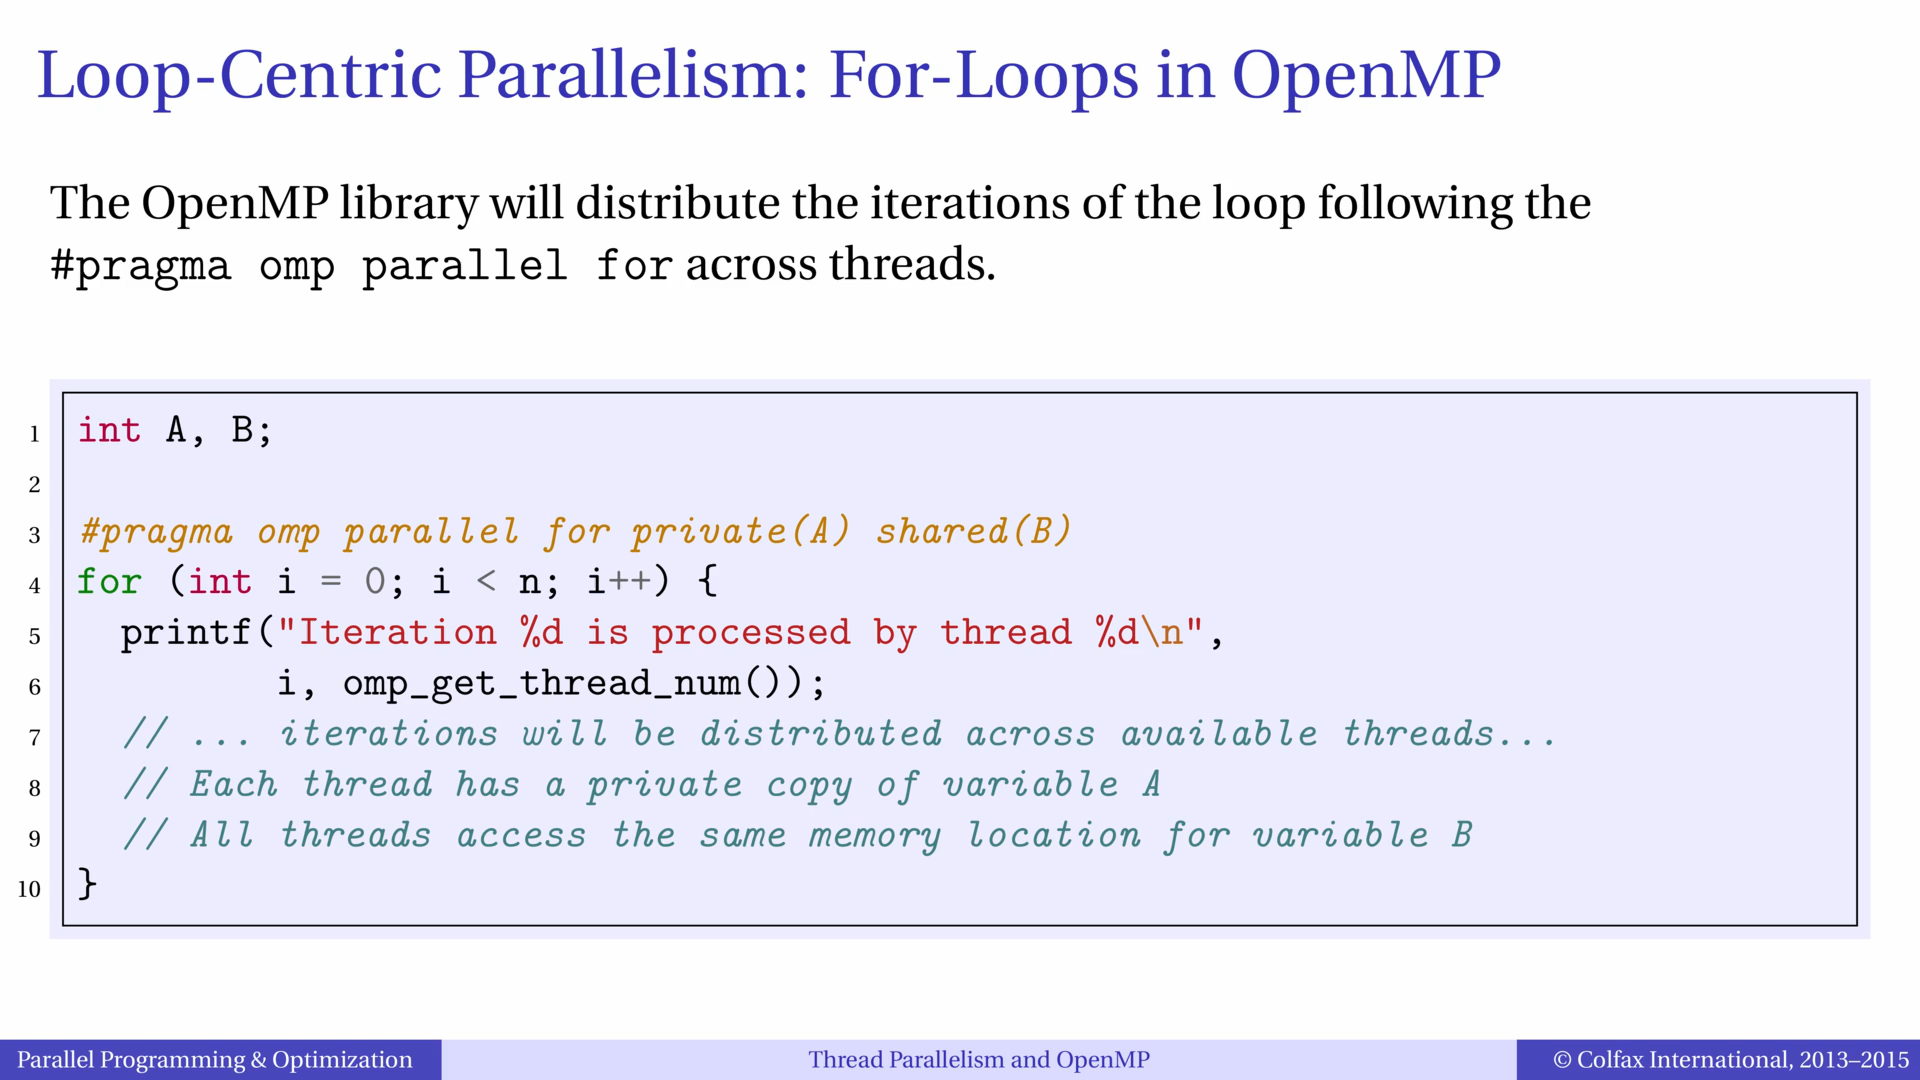 Loop-Centric Parallelism: For-Loops in OpenMP
The OpenMP library will distribute the iterations of the loop following the
#pragma omp parallel for across threads.
1 int A, B;
2
3 #pragma omp parallel for private(A) shared(B)
4 for (int i = 0; i < n; i++) {
5   printf("Iteration %d is processed by thread %d\n",
6          i, omp_get_thread_num());
7   // ... iterations will be distributed across available threads...
8   // Each thread has a private copy of variable A
9   // All threads access the same memory location for variable B
10 }
Parallel Programming & Optimization
Thread Parallelism and OpenMP
© Colfax International, 2013–2015